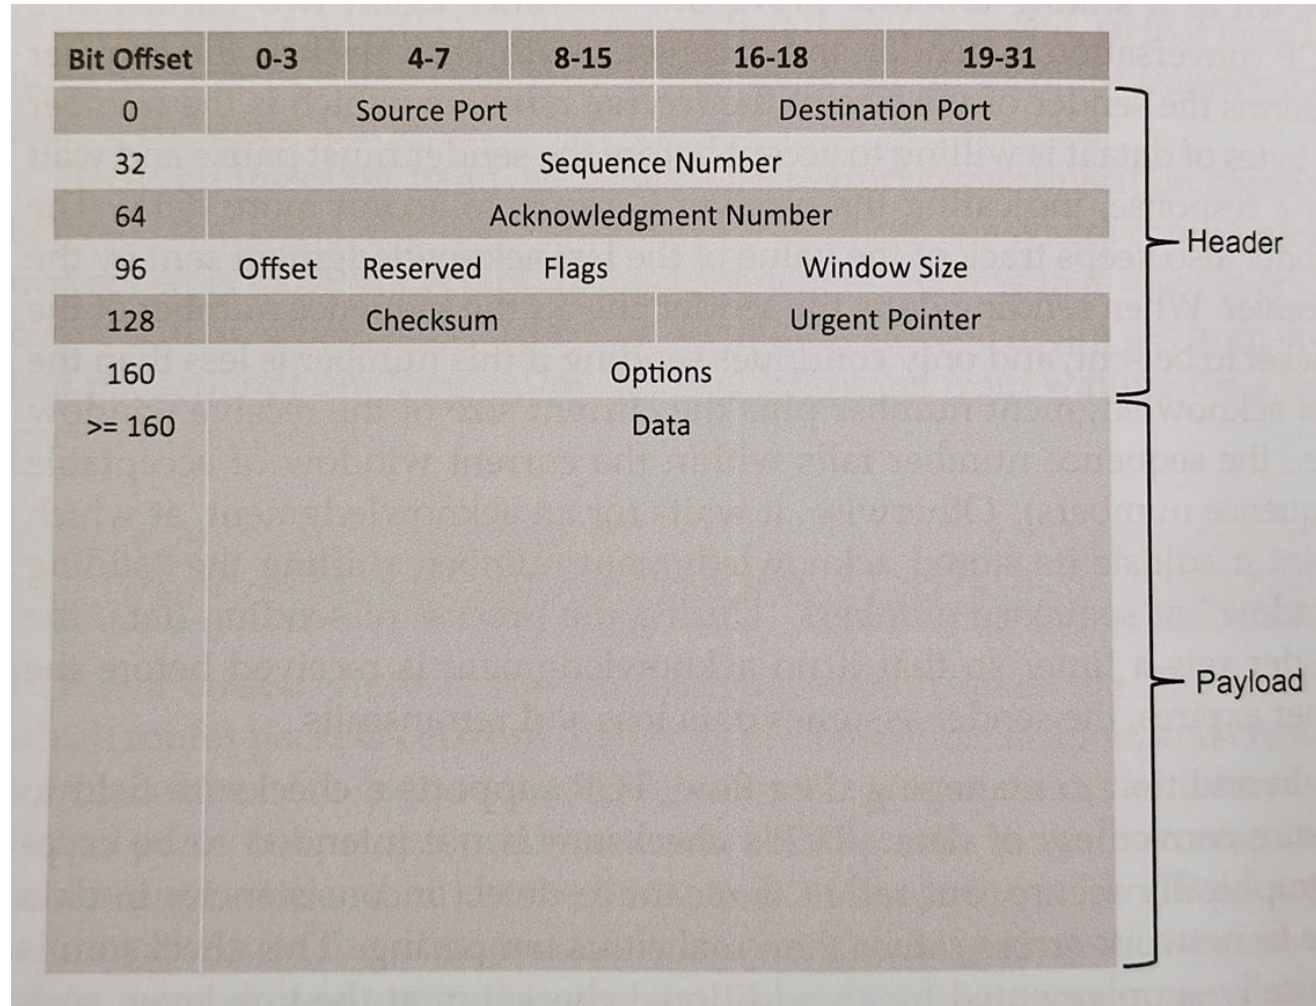 Bit Offset 0-3 4-7 8-15 16-18 19-31
0 Source Port Destination Port
32 Sequence Number
64 Acknowledgment Number
Header
96 Offset Reserved Flags Window Size
128 Checksum Urgent Pointer
160 Options
>= 160 Data
Payload